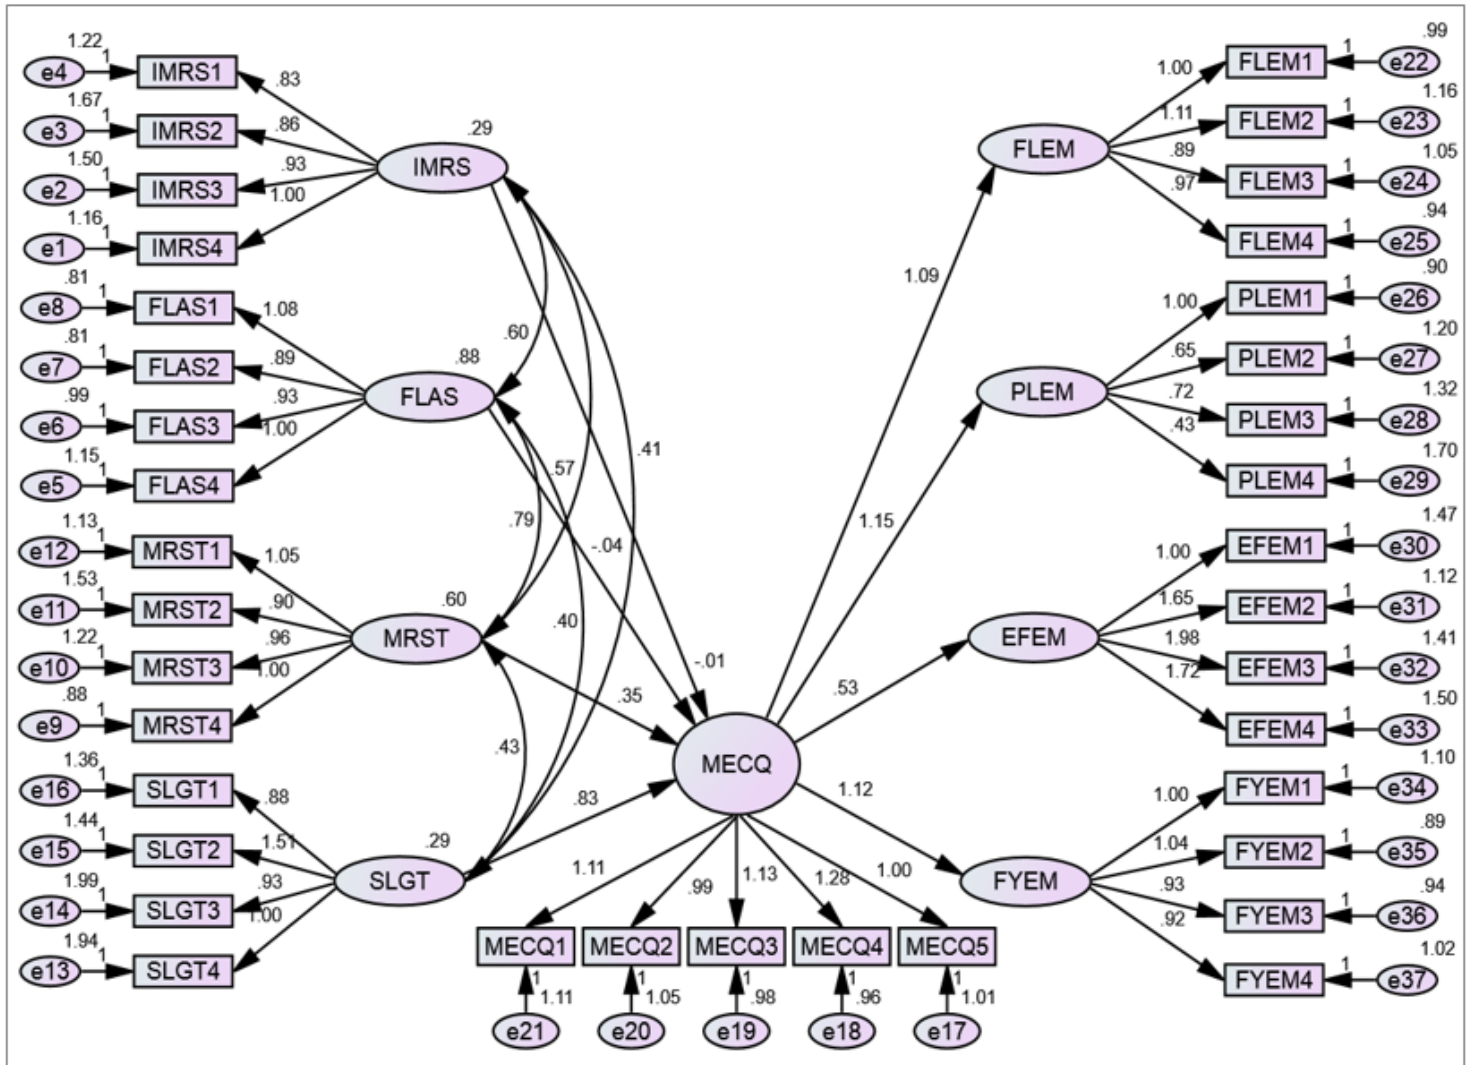 1.22
e4 1 IMRS1 .83
1.67
e3 1 IMRS2 .86
1.50
e2 1 IMRS3 .93
1.16
e1 1 IMRS4 1.00
.29
IMRS
.81
e8 1 FLAS1 1.08
.81
e7 1 FLAS2 .89
.99
e6 1 FLAS3 .93
1.15
e5 1 FLAS4 1.00
.88
FLAS
1.13
e12 1 MRST1 1.05
1.53
e11 1 MRST2 .90
1.22
e10 1 MRST3 .96
.88
e9 1 MRST4 1.00
.60
MRST
1.36
e16 1 SLGT1 .88
1.44
e15 1 SLGT2 1.51
1.99
e14 1 SLGT3 .93
1.94
e13 1 SLGT4 1.00
.29
SLGT
.60
.57
.41
.79
.40
.43
-.04
-.01
.35
.83
MECQ
1.11 .99 1.13 1.28 1.00
MECQ1 MECQ2 MECQ3 MECQ4 MECQ5
1 1 1 1 1
1.11 1.05 .98 .96 1.01
e21 e20 e19 e18 e17
1.09
1.15
.53
1.12
FLEM
.99
1.00 FLEM1 1 e22
1.16
1.11 FLEM2 1 e23
1.05
.89 FLEM3 1 e24
.94
.97 FLEM4 1 e25
PLEM
.90
1.00 PLEM1 1 e26
1.20
.65 PLEM2 1 e27
1.32
.72 PLEM3 1 e28
1.70
.43 PLEM4 1 e29
EFEM
1.47
1.00 EFEM1 1 e30
1.12
1.65 EFEM2 1 e31
1.41
1.98 EFEM3 1 e32
1.50
1.72 EFEM4 1 e33
FYEM
1.10
1.00 FYEM1 1 e34
.89
1.04 FYEM2 1 e35
.94
.93 FYEM3 1 e36
1.02
.92 FYEM4 1 e37